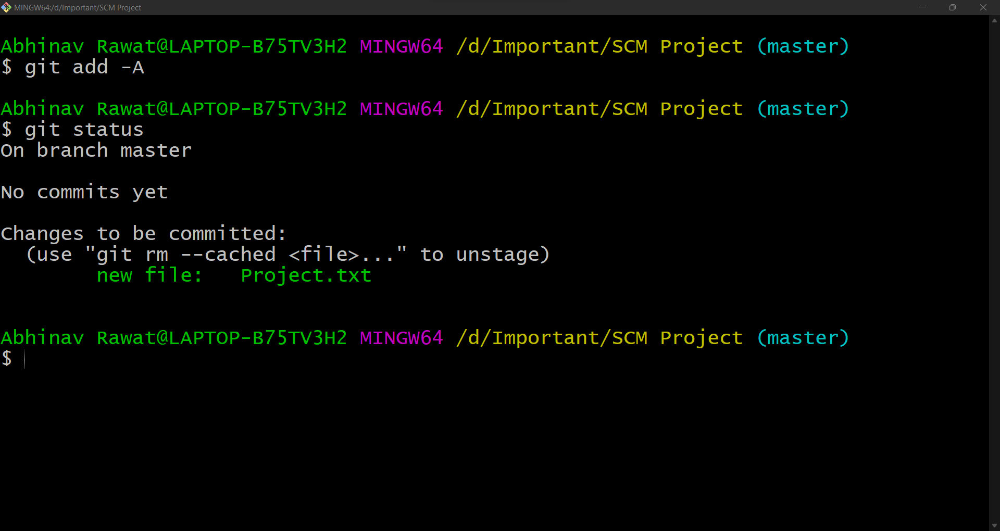 MINGW64:/d/Important/SCM Project
Abhinav Rawat@LAPTOP-B75TV3H2 MINGW64 /d/Important/SCM Project (master)
$ git add -A
Abhinav Rawat@LAPTOP-B75TV3H2 MINGW64 /d/Important/SCM Project (master)
$ git status
On branch master
No commits yet
Changes to be committed:
  (use "git rm --cached <file>..." to unstage)
        new file:   Project.txt
Abhinav Rawat@LAPTOP-B75TV3H2 MINGW64 /d/Important/SCM Project (master)
$